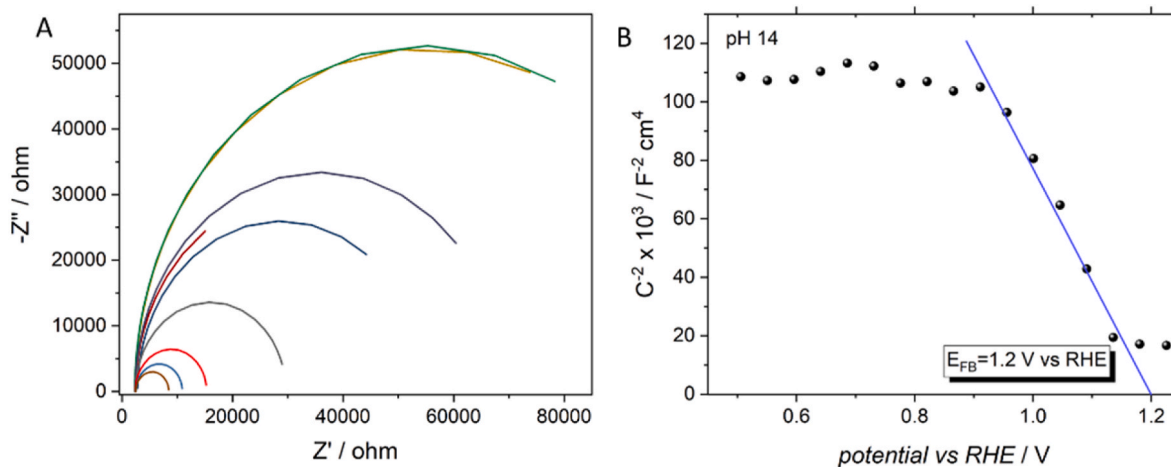 A
50000
40000
30000
20000
10000
0
-Z'' / ohm
0 20000 40000 60000 80000
Z' / ohm
B
pH 14
120
100
80
60
40
20
0
C⁻² x 10³ / F⁻² cm⁴
E_FB=1.2 V vs RHE
0.6 0.8 1.0 1.2
potential vs RHE / V